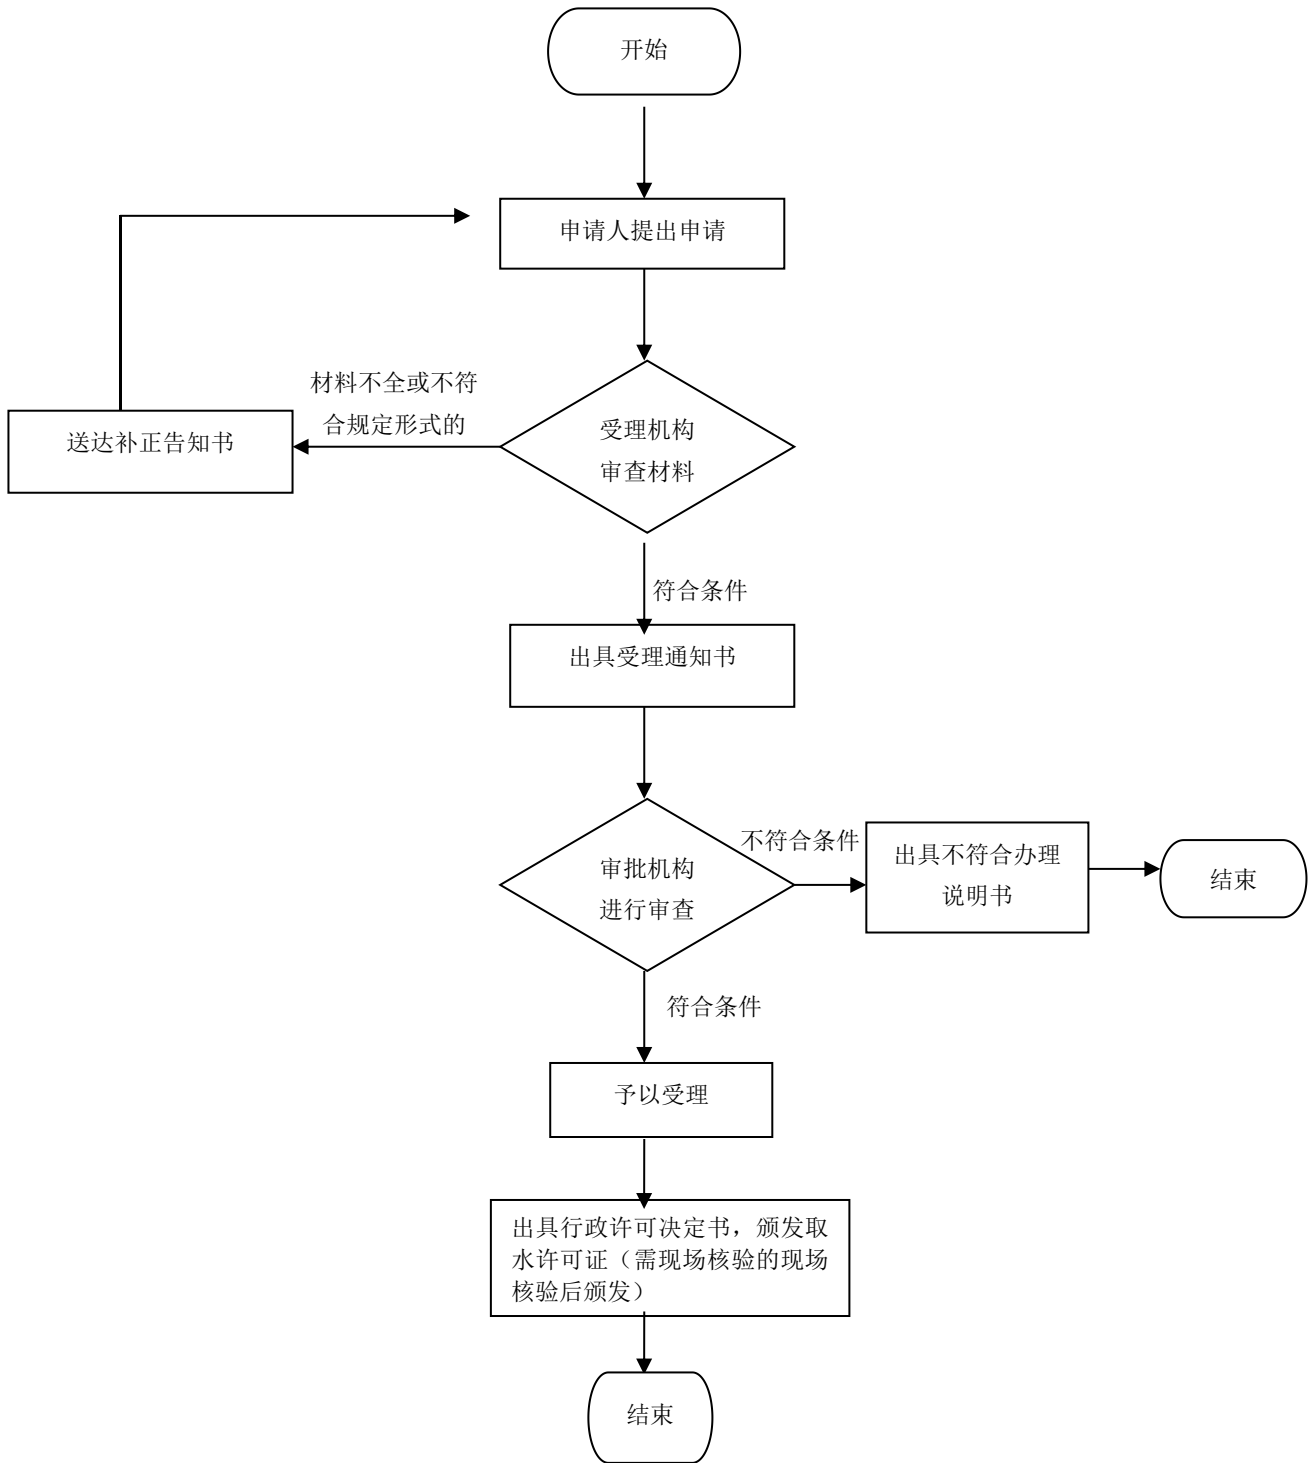 开始
申请人提出申请
材料不全或不符
合规定形式的
送达补正告知书
受理机构
审查材料
符合条件
出具受理通知书
审批机构
进行审查
不符合条件
出具不符合办理
说明书
结束
符合条件
予以受理
出具行政许可决定书，颁发取
水许可证（需现场核验的现场
核验后颁发）
结束